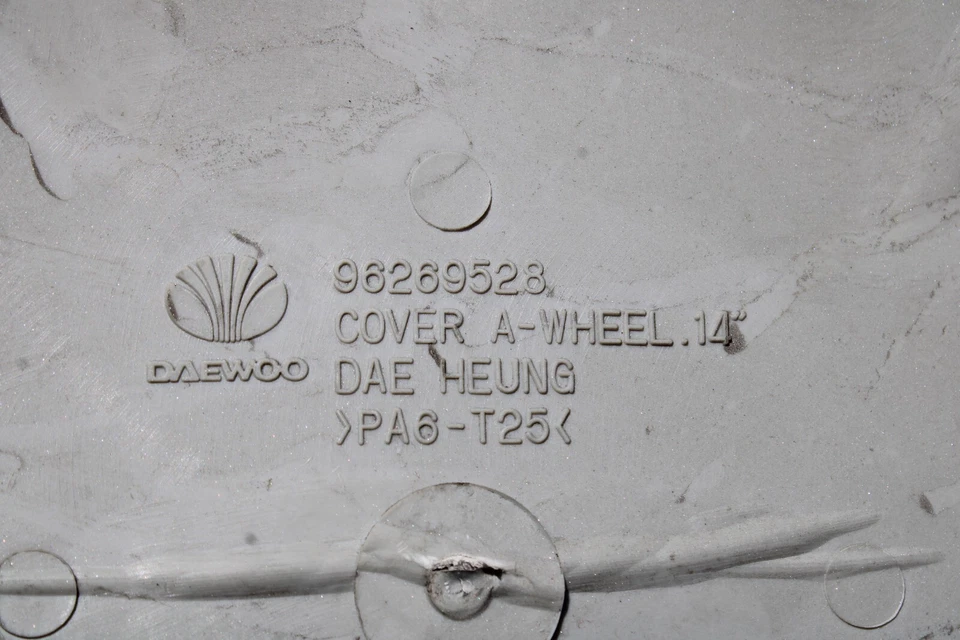 DAEWOO
96269528
COVER A-WHEEL.14"
DAE HEUNG
>PA6-T25<